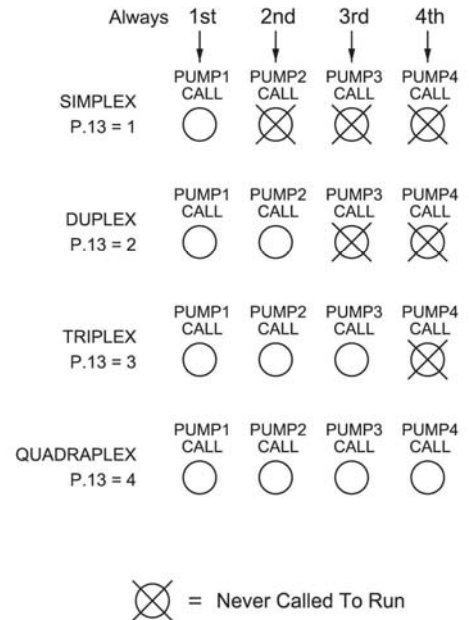 Always 1st 2nd 3rd 4th
PUMP1 PUMP2 PUMP3 PUMP4
CALL CALL CALL CALL
SIMPLEX
P.13 = 1
PUMP1 PUMP2 PUMP3 PUMP4
CALL CALL CALL CALL
DUPLEX
P.13 = 2
PUMP1 PUMP2 PUMP3 PUMP4
CALL CALL CALL CALL
TRIPLEX
P.13 = 3
PUMP1 PUMP2 PUMP3 PUMP4
CALL CALL CALL CALL
QUADRAPLEX
P.13 = 4
= Never Called To Run